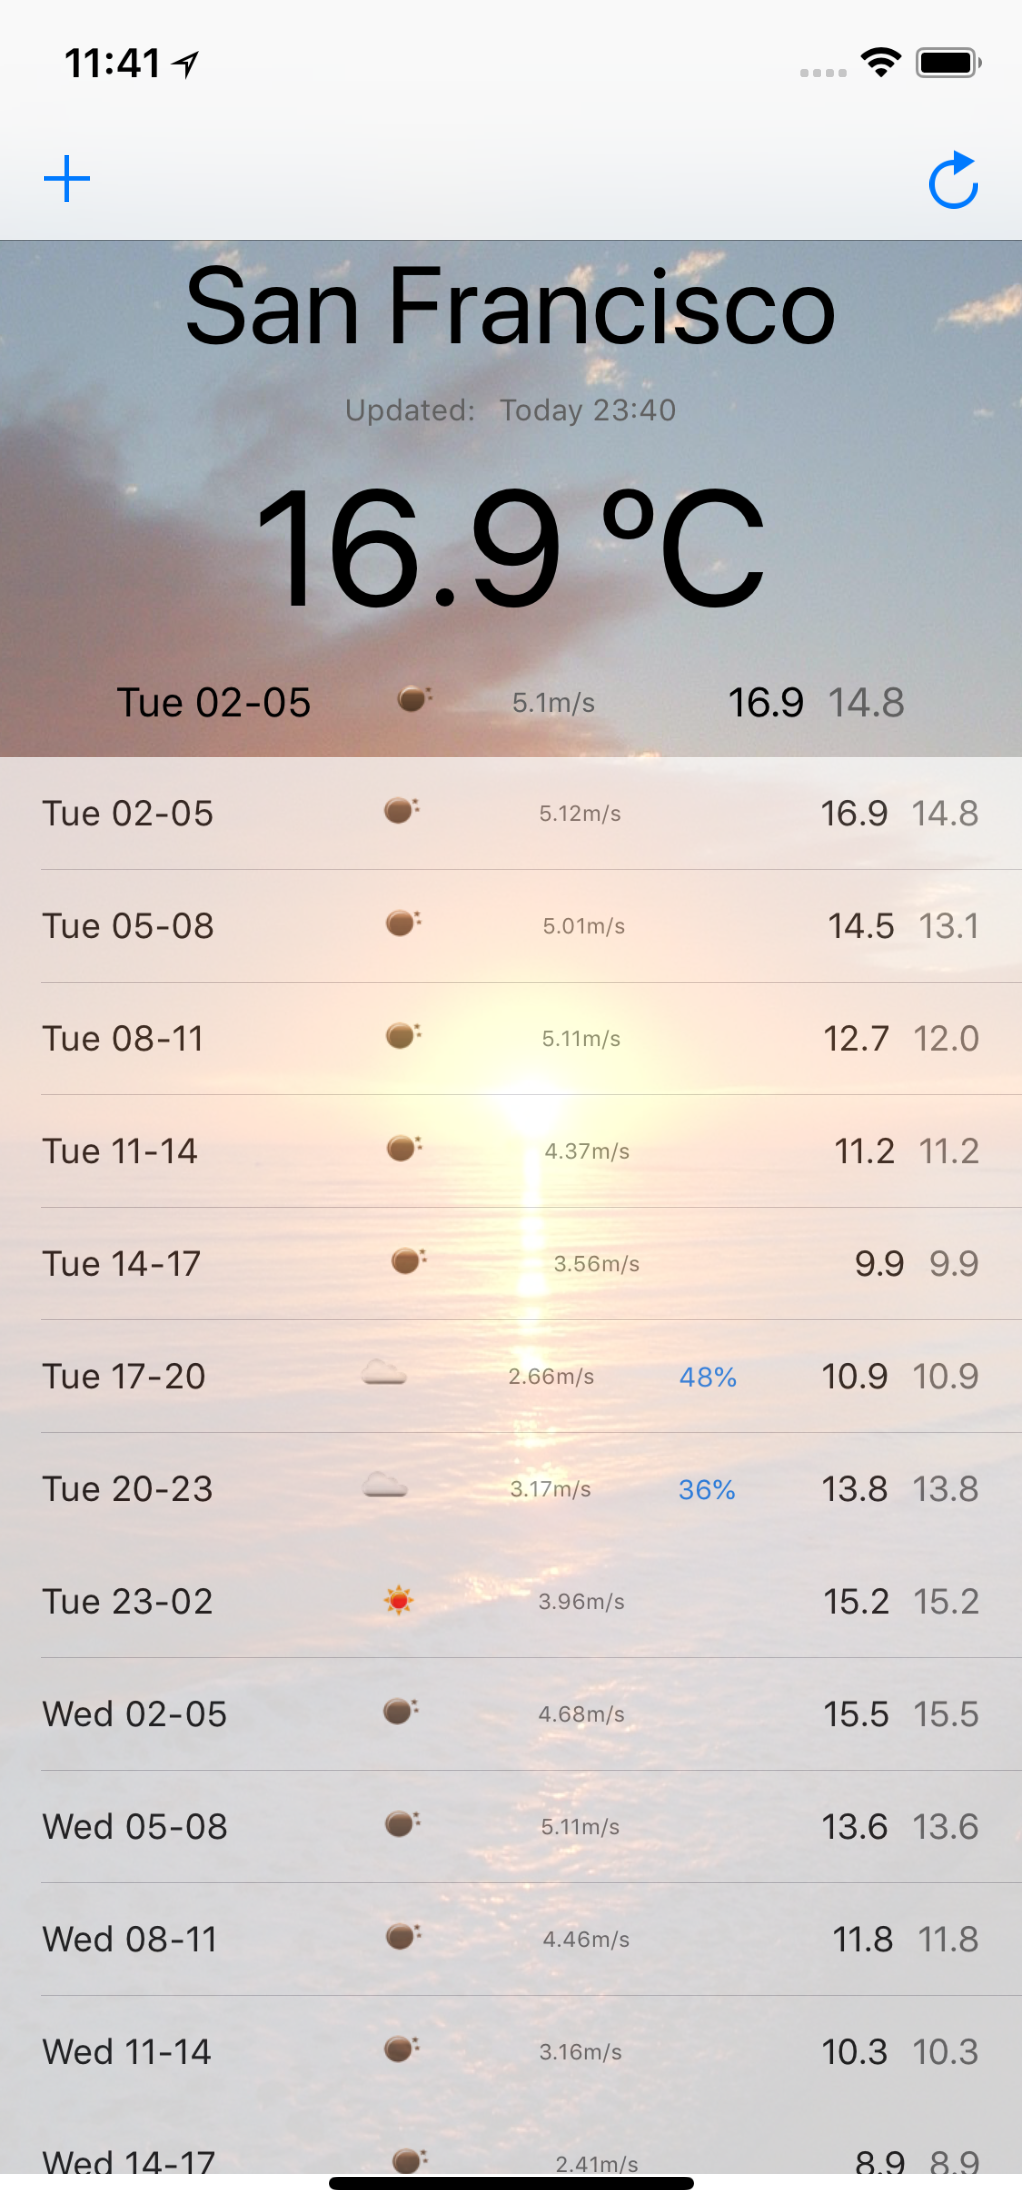 11:41
San Francisco
Updated: Today 23:40
16.9 °C
Tue 02-05 5.1m/s 16.9 14.8
Tue 02-05 5.12m/s 16.9 14.8
Tue 05-08 5.01m/s 14.5 13.1
Tue 08-11 5.11m/s 12.7 12.0
Tue 11-14 4.37m/s 11.2 11.2
Tue 14-17 3.56m/s 9.9 9.9
Tue 17-20 2.66m/s 48% 10.9 10.9
Tue 20-23 3.17m/s 36% 13.8 13.8
Tue 23-02 3.96m/s 15.2 15.2
Wed 02-05 4.68m/s 15.5 15.5
Wed 05-08 5.11m/s 13.6 13.6
Wed 08-11 4.46m/s 11.8 11.8
Wed 11-14 3.16m/s 10.3 10.3
Wed 14-17 2.41m/s 8.9 8.9